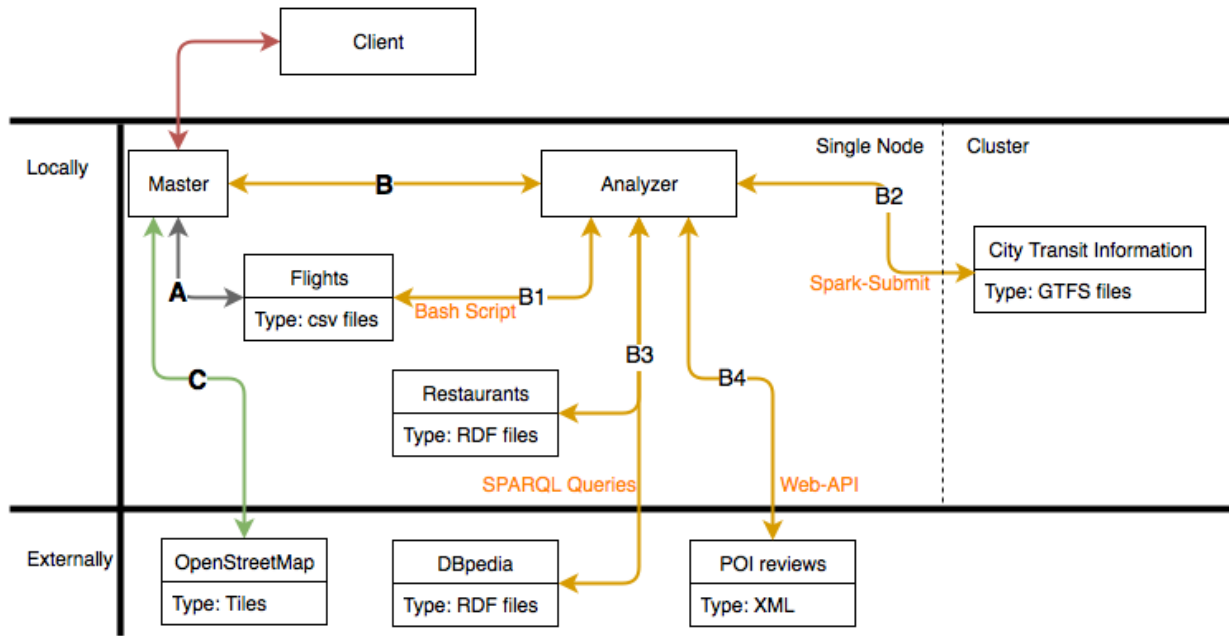 Client
Locally
Single Node
Cluster
Master
B
Analyzer
B2
City Transit Information
Type: GTFS files
Spark-Submit
A
Flights
Type: csv files
B1
Bash Script
B3
C
B4
Restaurants
Type: RDF files
SPARQL Queries
Web-API
Externally
OpenStreetMap
Type: Tiles
DBpedia
Type: RDF files
POI reviews
Type: XML